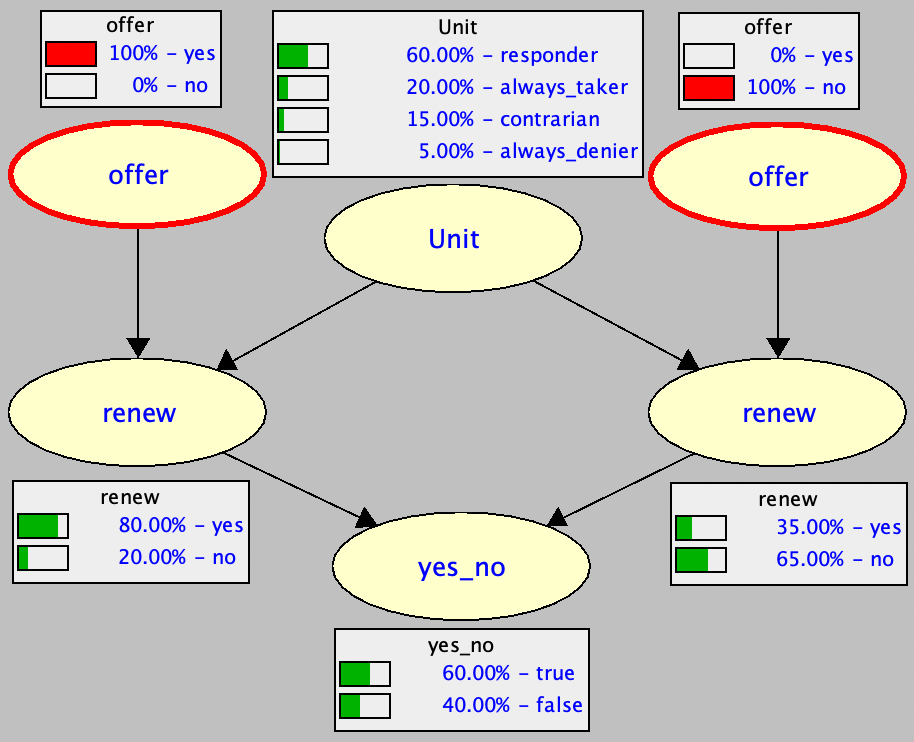 offer
100% – yes
0% – no
Unit
60.00% – responder
20.00% – always_taker
15.00% – contrarian
5.00% – always_denier
offer
0% – yes
100% – no
offer
Unit
offer
renew
renew
renew
80.00% – yes
20.00% – no
renew
35.00% – yes
65.00% – no
yes_no
yes_no
60.00% – true
40.00% – false